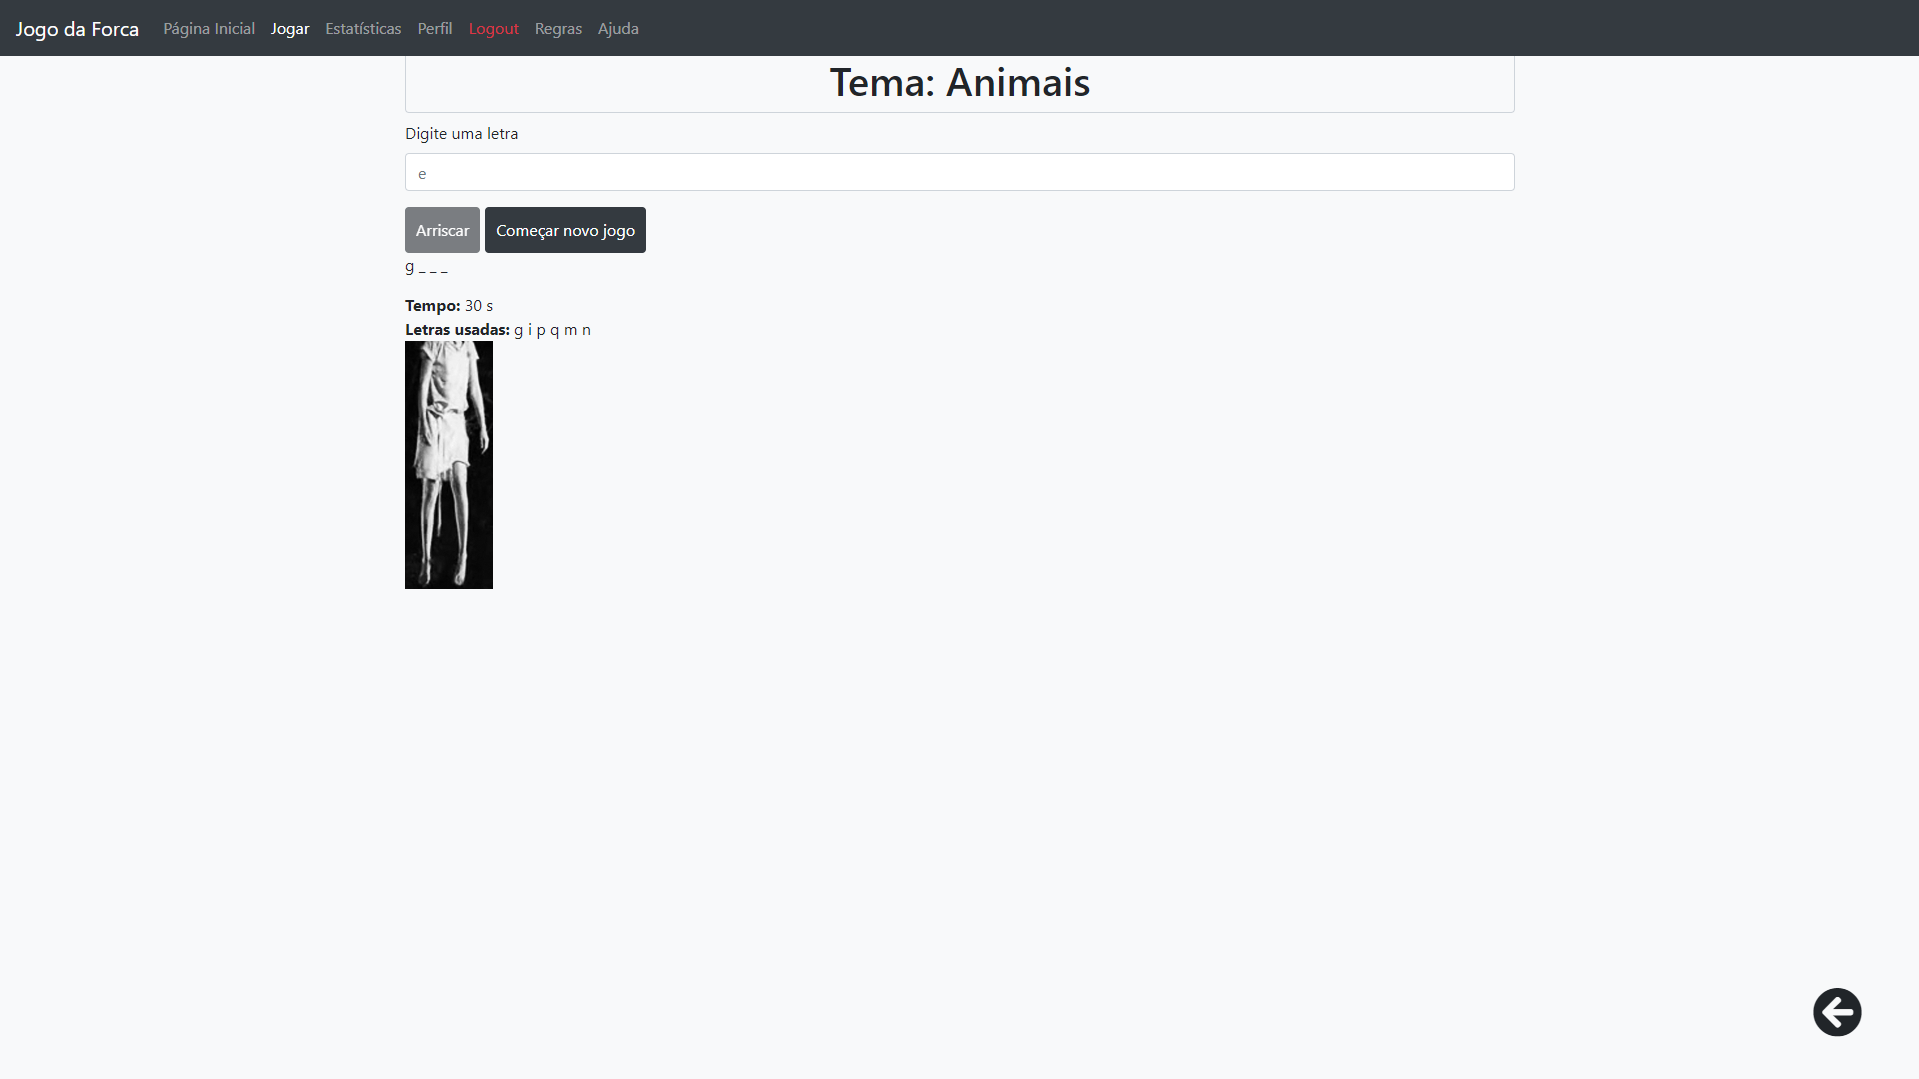 Jogo da Forca Página Inicial Jogar Estatísticas Perfil Logout Regras Ajuda
Tema: Animais
Digite uma letra
e
Arriscar Começar novo jogo
g _ _ _
Tempo: 30 s
Letras usadas: g i p q m n